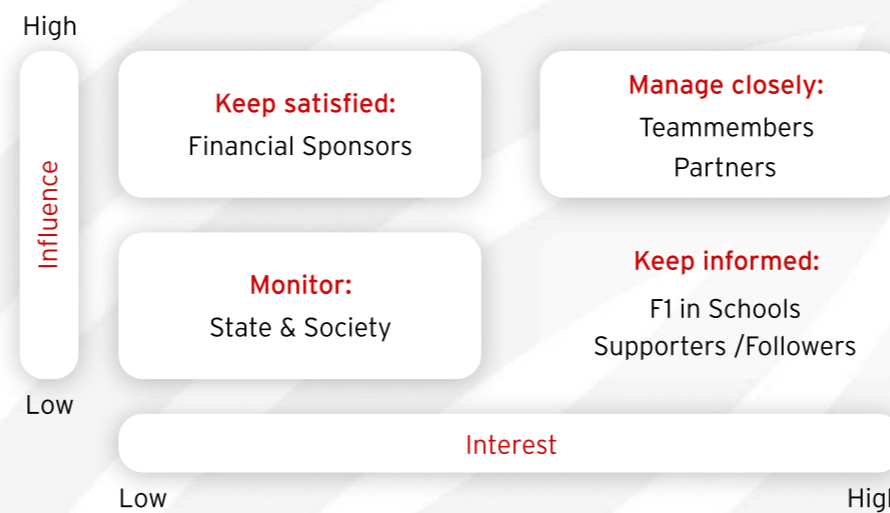 High
Influence
Keep satisfied:
Financial Sponsors
Manage closely:
Teammembers
Partners
Monitor:
State & Society
Keep informed:
F1 in Schools
Supporters /Followers
Low
Interest
Low